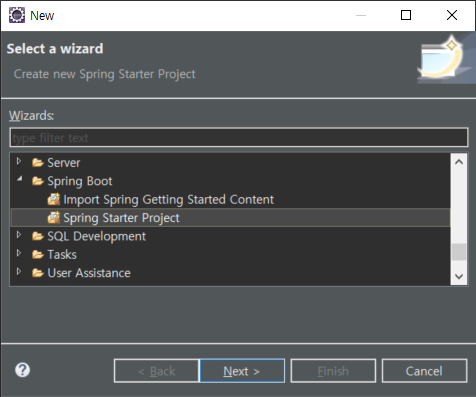 New
Select a wizard
Create new Spring Starter Project
Wizards:
type filter text
Server
Spring Boot
Import Spring Getting Started Content
Spring Starter Project
SQL Development
Tasks
User Assistance
?
< Back Next > Finish Cancel